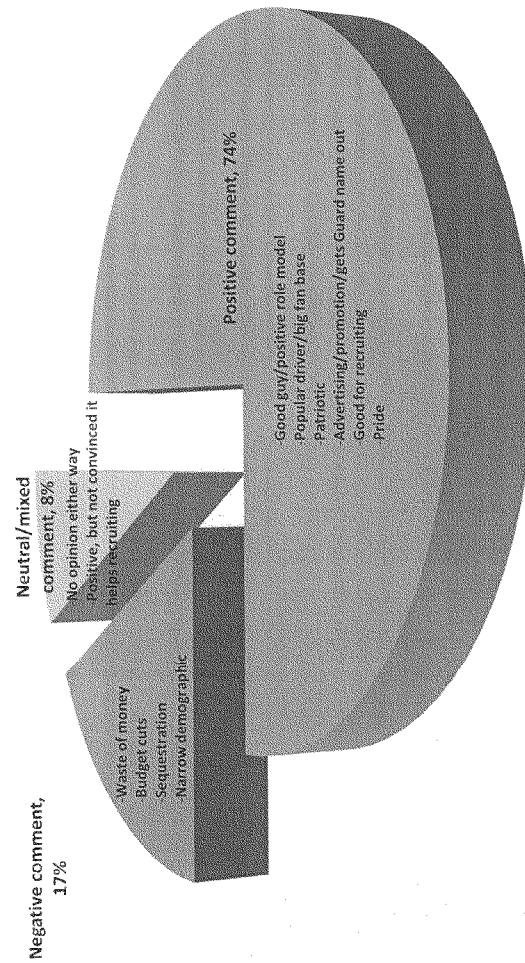 Negative comment,
17%
Waste of money
Budget cuts
Sequestration
Narrow demographic
Neutral/mixed
comment, 8%
No opinion either way
Positive, but not convinced it
helps recruiting
Positive comment, 74%
Good guy/positive role model
Popular driver/big fan base
Patriotic
Advertising/promotion/gets Guard name out
Good for recruiting
Pride